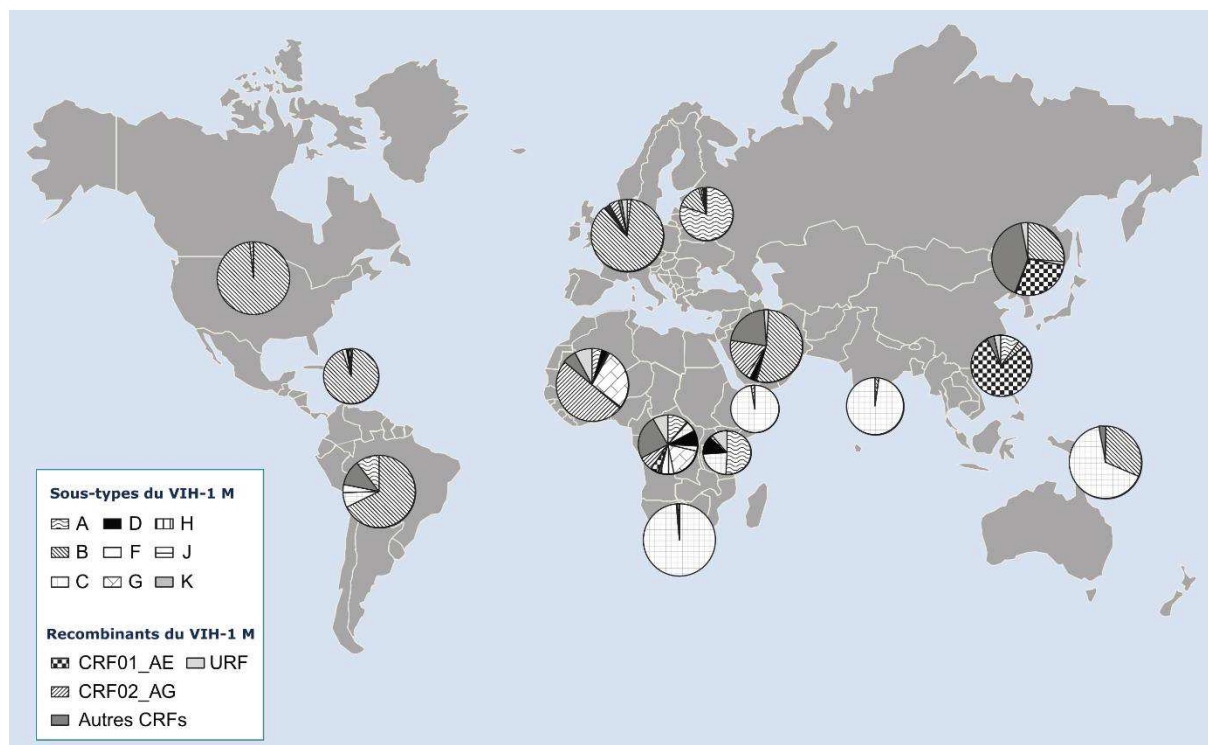 Sous-types du VIH-1 M
A D H
B F J
C G K
Recombinants du VIH-1 M
CRF01_AE URF
CRF02_AG
Autres CRFs